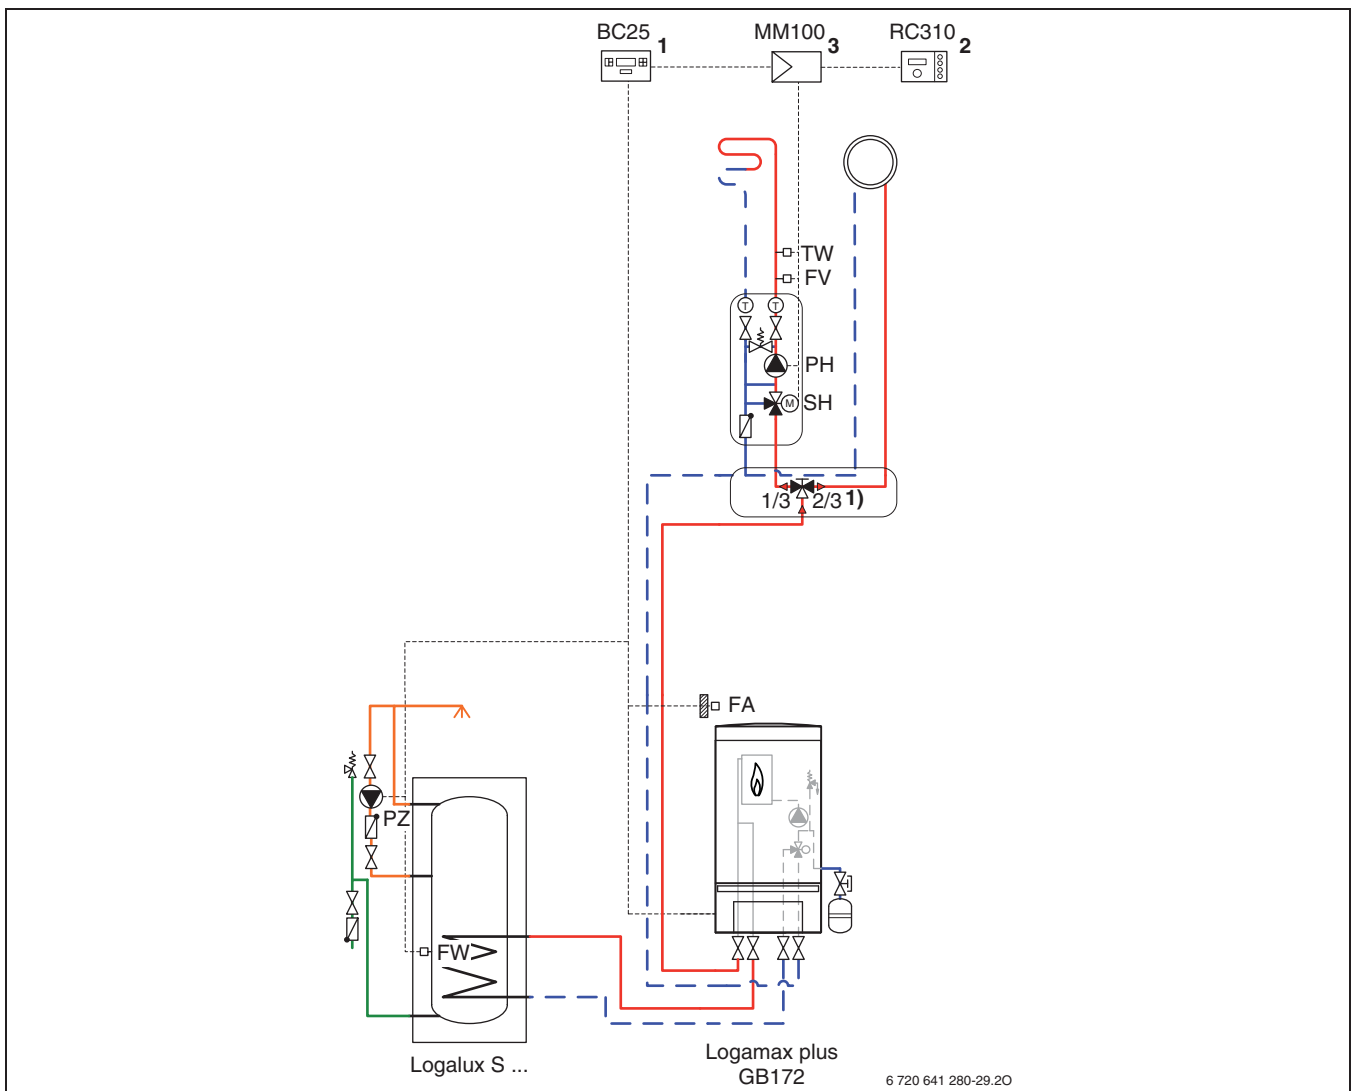 BC25 1
MM100 3
RC310 2
TW
FV
T T
PH
M SH
1/3 2/3 1)
FA
PZ
FW
Logalux S ...
Logamax plus
GB172
6 720 641 280-29.2O